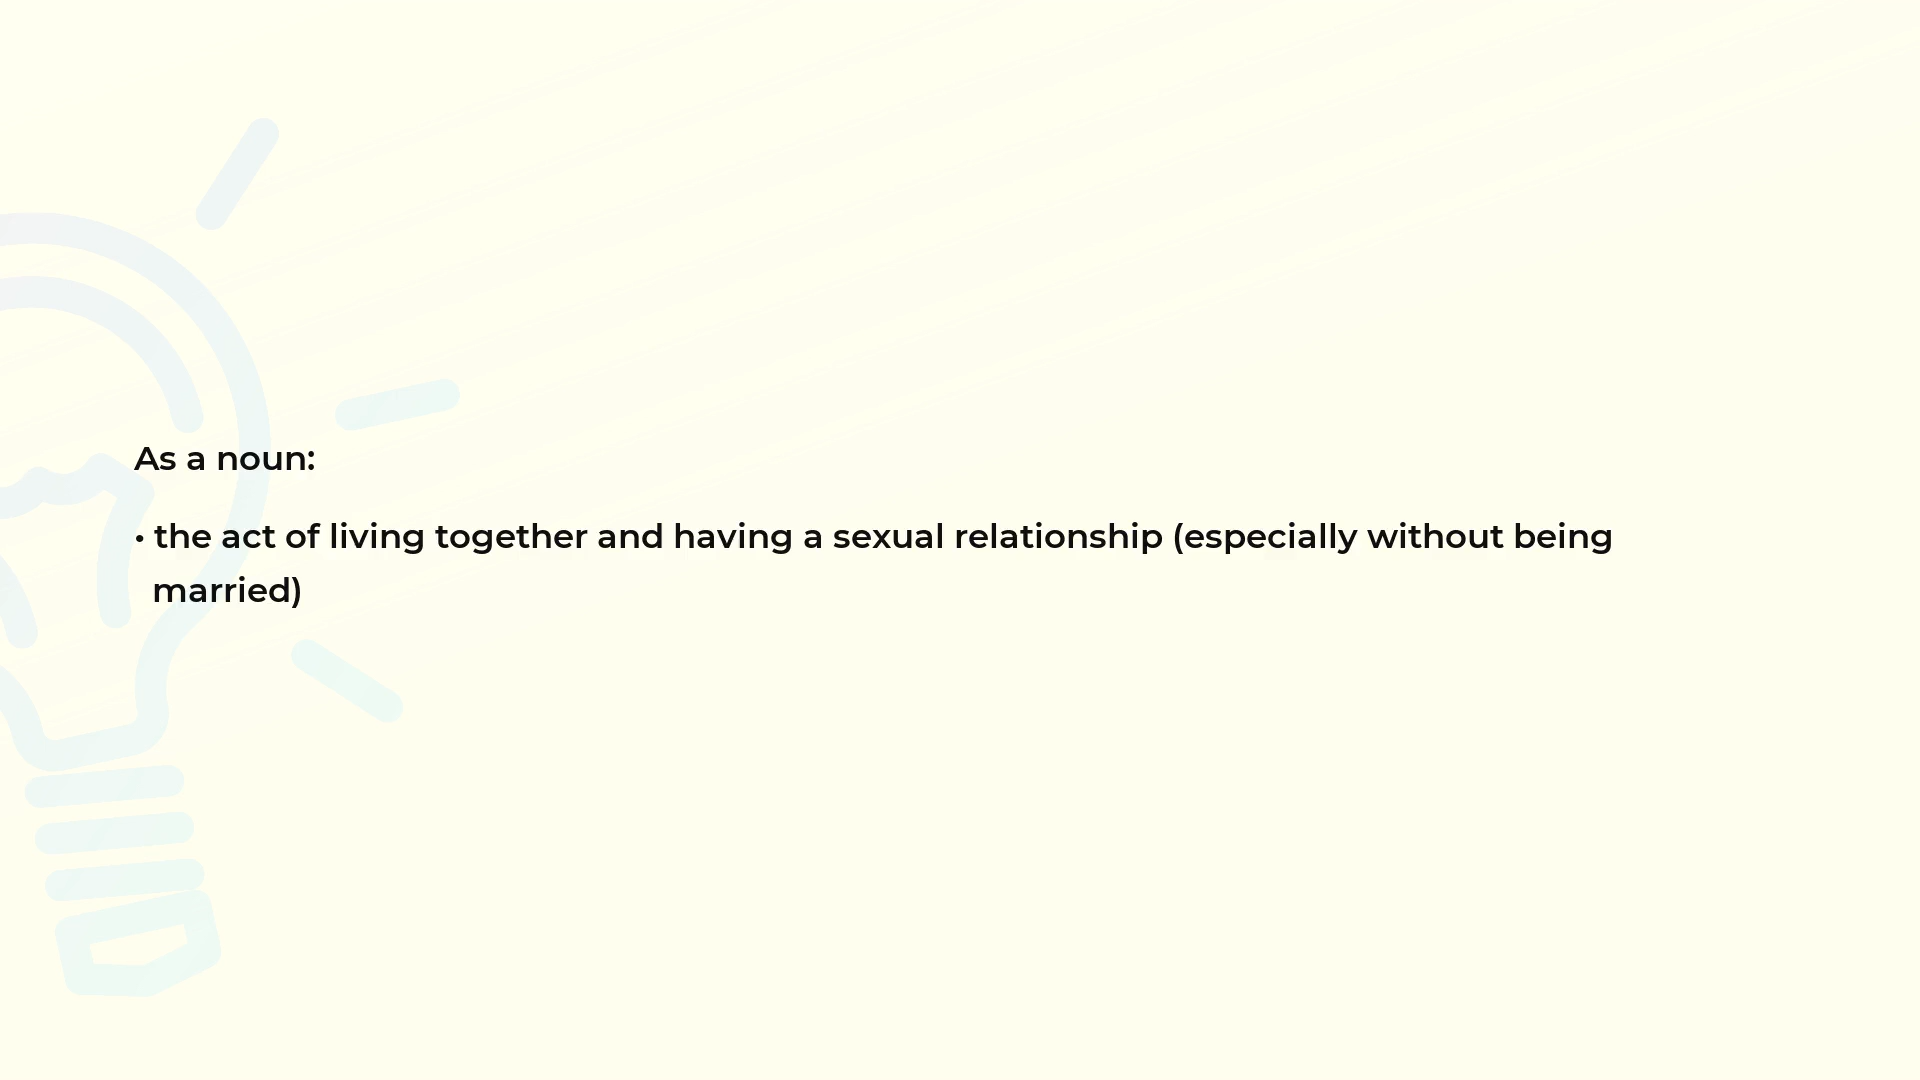 As a noun:
• the act of living together and having a sexual relationship (especially without being
married)